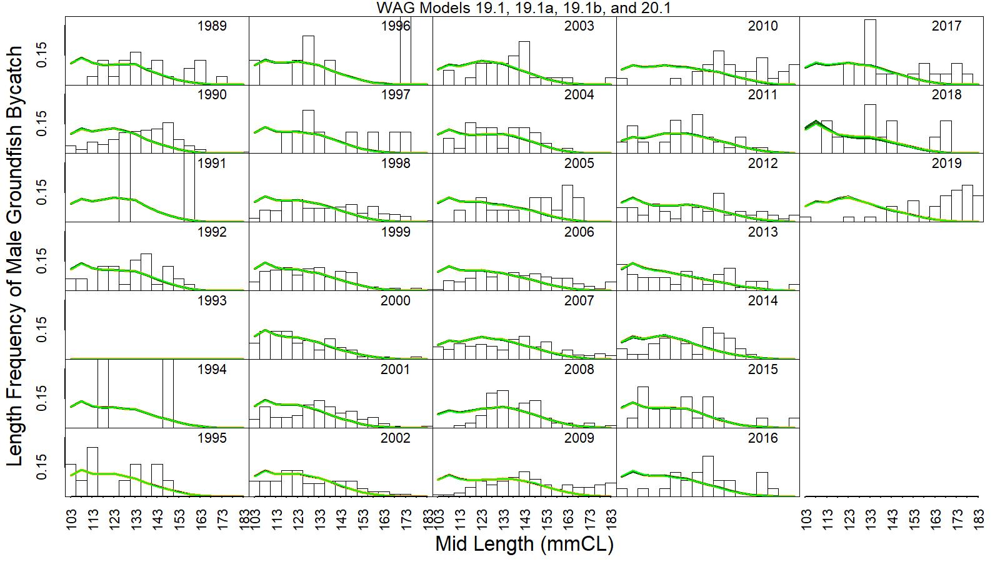 WAG Models 19.1, 19.1a, 19.1b, and 20.1
Length Frequency of Male Groundfish Bycatch
1989 1996 2003 2010 2017
0.15
1990 1997 2004 2011 2018
0.15
1991 1998 2005 2012 2019
0.15
1992 1999 2006 2013
0.15
1993 2000 2007 2014
0.15
1994 2001 2008 2015
0.15
1995 2002 2009 2016
0.15
103 113 123 133 143 153 163 173 183 103 113 123 133 143 153 163 173 183 103 113 123 133 143 153 163 173 183 103 113 123 133 143 153 163 173 183
Mid Length (mmCL)